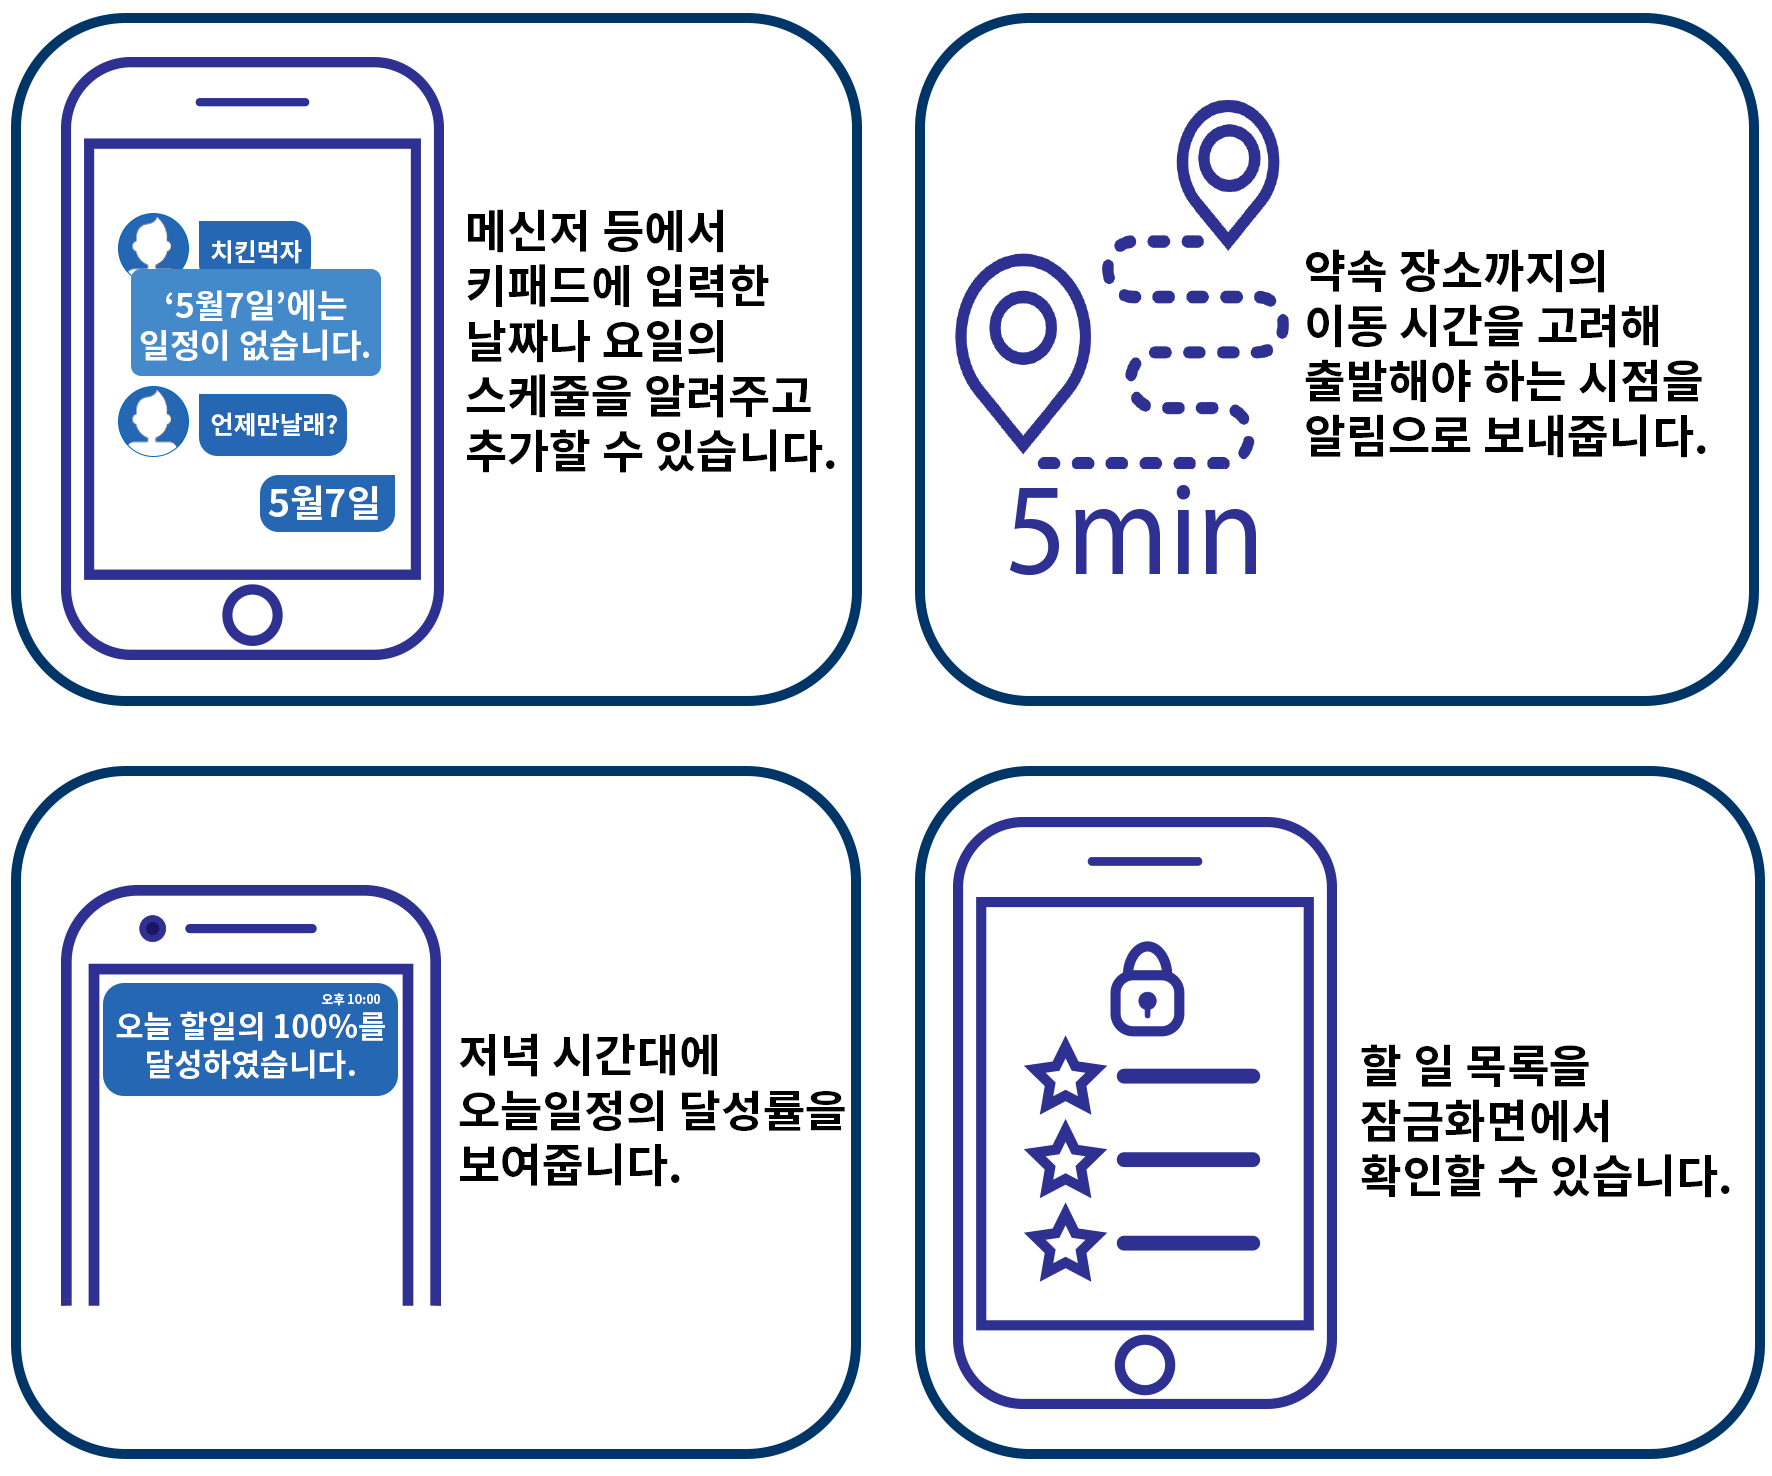 치킨먹자
‘5월7일’에는
일정이 없습니다.
언제만날래?
5월7일
메신저 등에서
키패드에 입력한
날짜나 요일의
스케줄을 알려주고
추가할 수 있습니다.
5min
약속 장소까지의
이동 시간을 고려해
출발해야 하는 시점을
알림으로 보내줍니다.
오후 10:00
오늘 할일의 100%를
달성하였습니다.
저녁 시간대에
오늘일정의 달성률을
보여줍니다.
할 일 목록을
잠금화면에서
확인할 수 있습니다.